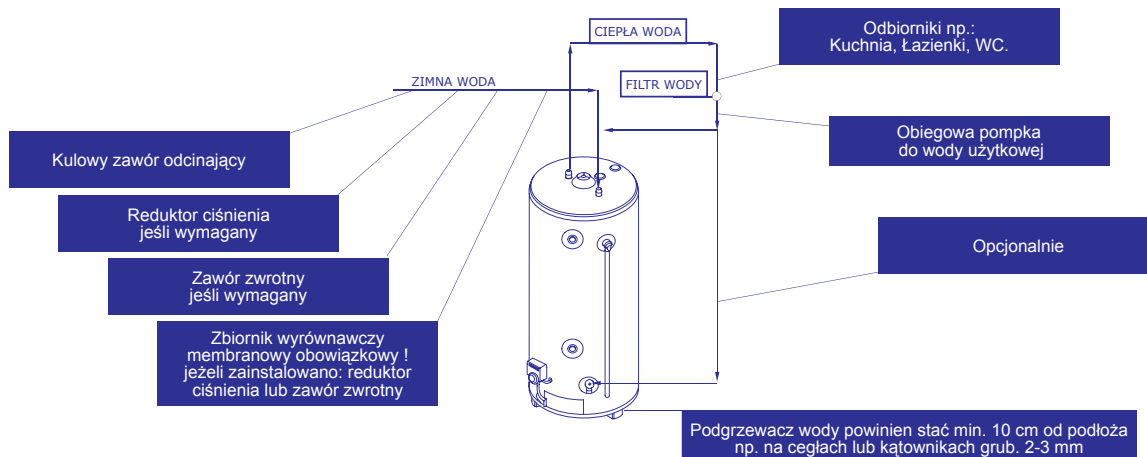 CIEPŁA WODA
Odbiorniki np.:
Kuchnia, Łazienki, WC.
ZIMNA WODA
FILTR WODY
Kulowy zawór odcinający
Obiegowa pompka
do wody użytkowej
Reduktor ciśnienia
jeśli wymagany
Opcjonalnie
Zawór zwrotny
jeśli wymagany
Zbiornik wyrównawczy
membranowy obowiązkowy !
jeżeli zainstalowano: reduktor
ciśnienia lub zawór zwrotny
Podgrzewacz wody powinien stać min. 10 cm od podłoża
np. na cegłach lub kątownikach grub. 2-3 mm